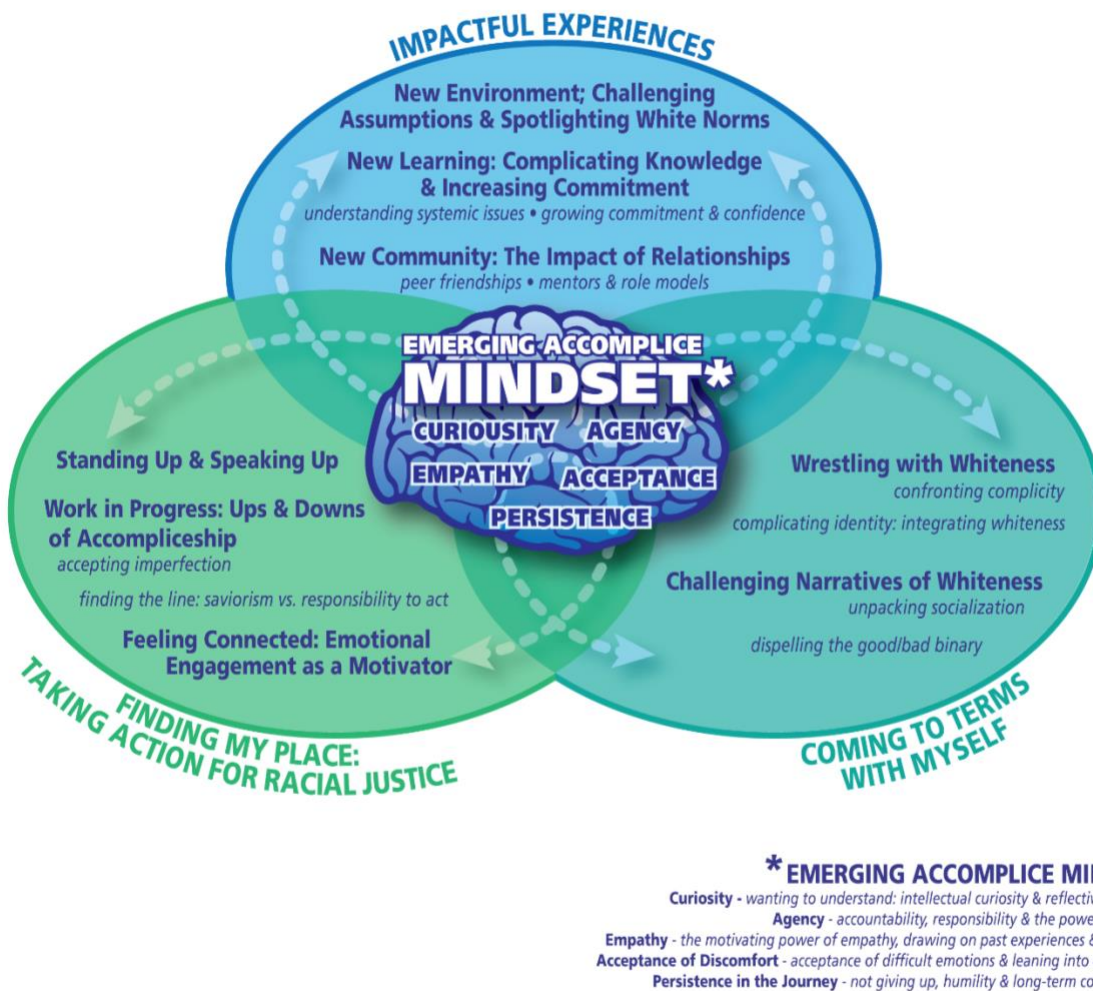 IMPACTFUL EXPERIENCES
New Environment; Challenging
Assumptions & Spotlighting White Norms
New Learning: Complicating Knowledge
& Increasing Commitment
understanding systemic issues • growing commitment & confidence
New Community: The Impact of Relationships
peer friendships • mentors & role models
EMERGING ACCOMPLICE
MINDSET*
CURIOUSITY AGENCY
EMPATHY ACCEPTANCE
PERSISTENCE
Standing Up & Speaking Up
Work in Progress: Ups & Downs
of Accompliceship
accepting imperfection
finding the line: saviorism vs. responsibility to act
Feeling Connected: Emotional
Engagement as a Motivator
FINDING MY PLACE:
TAKING ACTION FOR RACIAL JUSTICE
Wrestling with Whiteness
confronting complicity
complicating identity: integrating whiteness
Challenging Narratives of Whiteness
unpacking socialization
dispelling the good/bad binary
COMING TO TERMS
WITH MYSELF
* EMERGING ACCOMPLICE
Curiosity - wanting to understand: intellectual curiosity &
Agency - accountability, responsibility & the
Empathy - the motivating power of empathy, drawing on past experiences &
Acceptance of Discomfort - acceptance of difficult emotions & leaning into
Persistence in the Journey - not giving up, humility & long-term